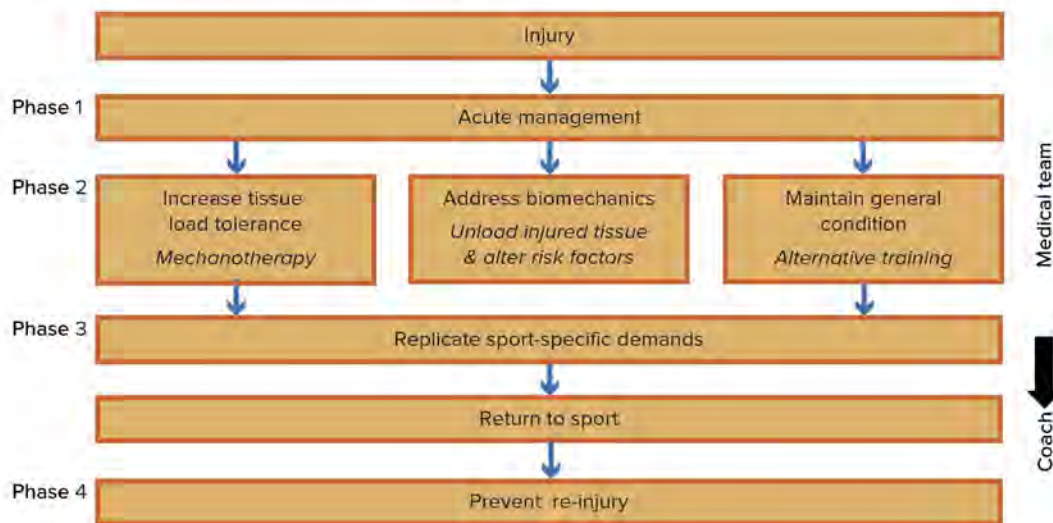 Injury
Phase 1
Acute management
Phase 2
Increase tissue
load tolerance
Mechanotherapy
Address biomechanics
Unload injured tissue
& alter risk factors
Maintain general
condition
Alternative training
Medical team
Phase 3
Replicate sport-specific demands
Return to sport
Coach
Phase 4
Prevent re-injury